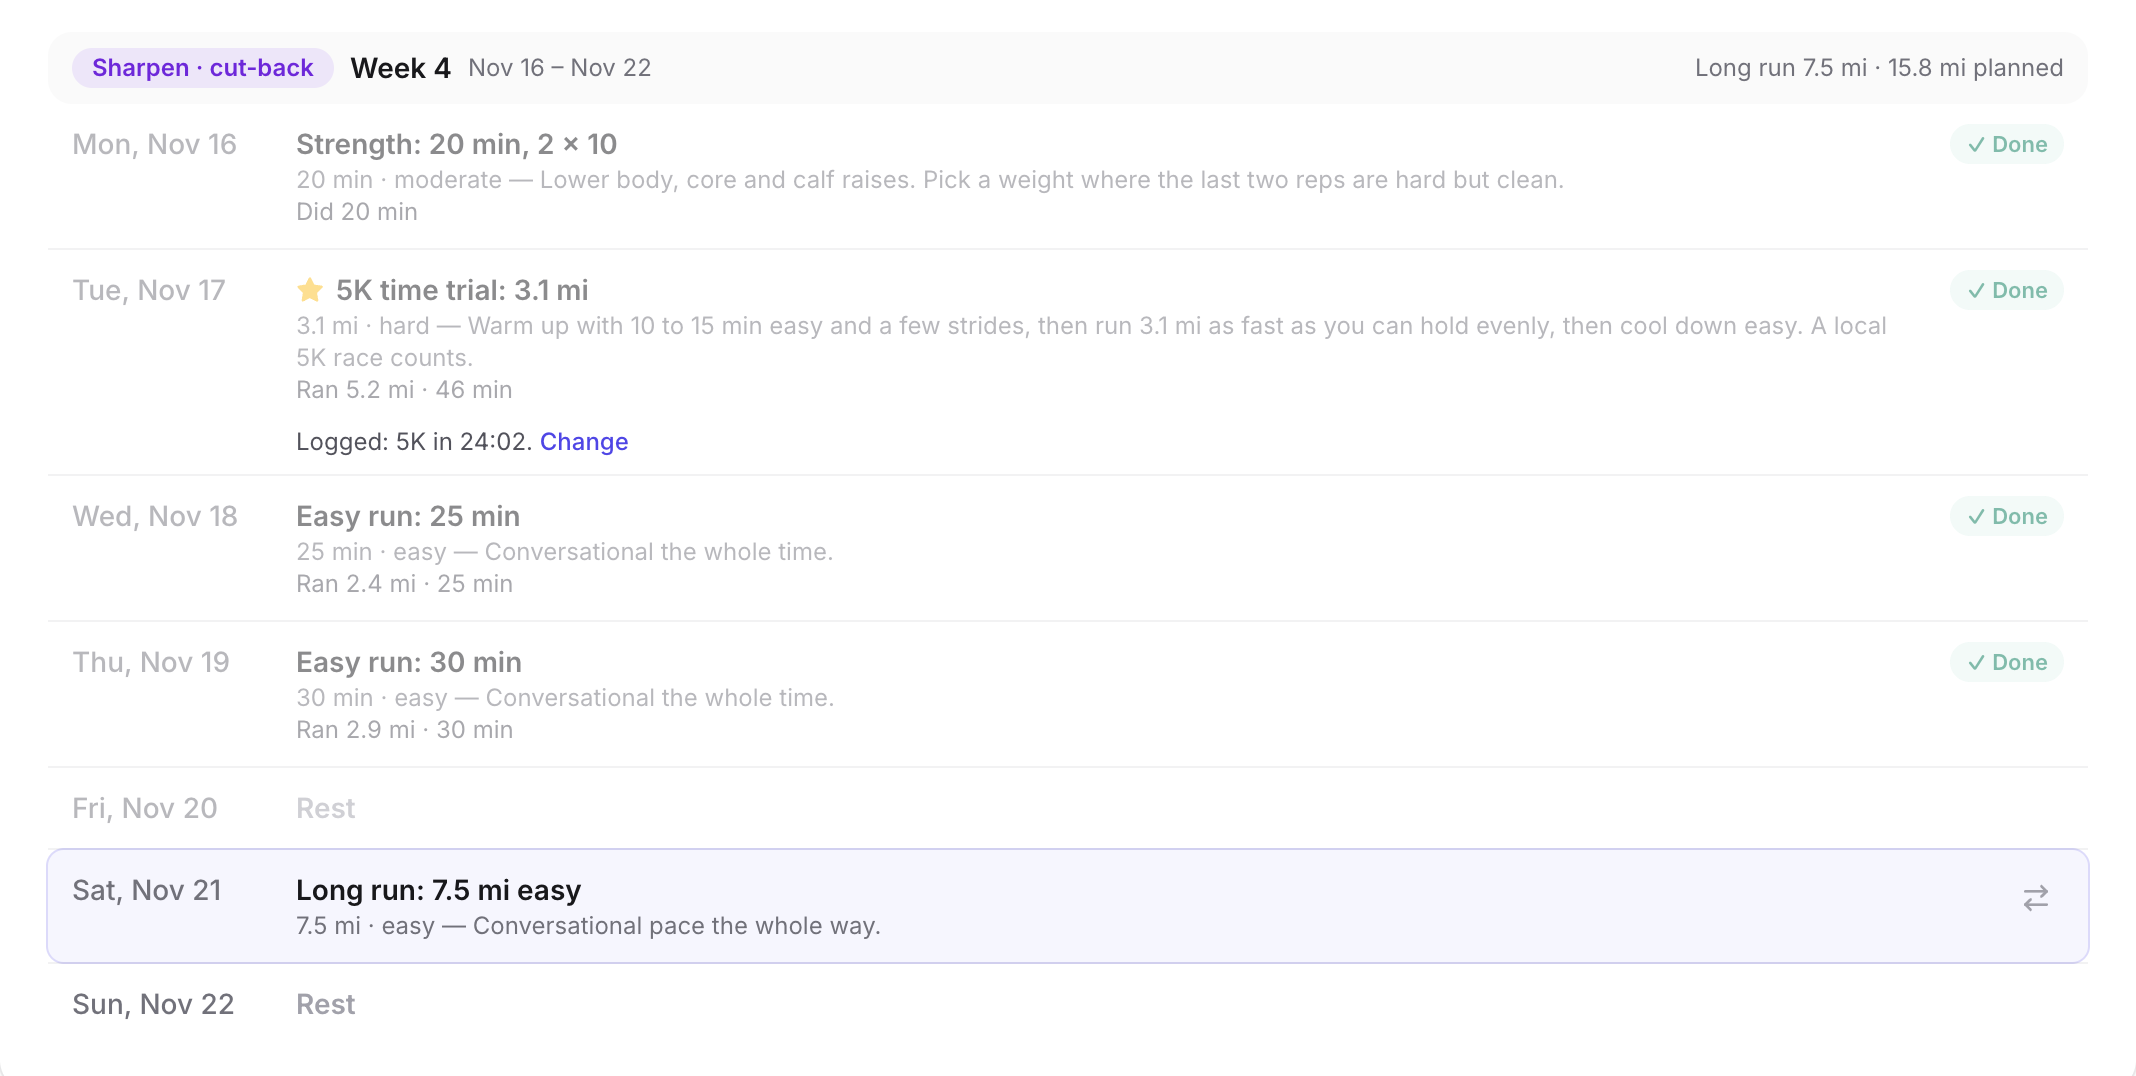 Sharpen · cut-back Week 4 Nov 16 – Nov 22 Long run 7.5 mi · 15.8 mi planned
Mon, Nov 16 Strength: 20 min, 2 × 10 ✓ Done
20 min · moderate — Lower body, core and calf raises. Pick a weight where the last two reps are hard but clean.
Did 20 min
Tue, Nov 17 5K time trial: 3.1 mi ✓ Done
3.1 mi · hard — Warm up with 10 to 15 min easy and a few strides, then run 3.1 mi as fast as you can hold evenly, then cool down easy. A local
5K race counts.
Ran 5.2 mi · 46 min
Logged: 5K in 24:02. Change
Wed, Nov 18 Easy run: 25 min ✓ Done
25 min · easy — Conversational the whole time.
Ran 2.4 mi · 25 min
Thu, Nov 19 Easy run: 30 min ✓ Done
30 min · easy — Conversational the whole time.
Ran 2.9 mi · 30 min
Fri, Nov 20 Rest
Sat, Nov 21 Long run: 7.5 mi easy
7.5 mi · easy — Conversational pace the whole way.
Sun, Nov 22 Rest